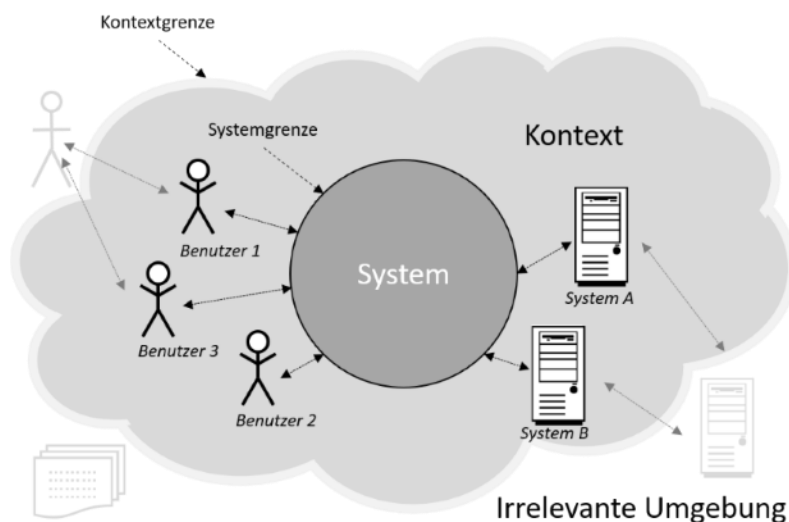 Kontextgrenze
Systemgrenze
Kontext
Benutzer 1
System
System A
Benutzer 3
Benutzer 2
System B
Irrelevante Umgebung